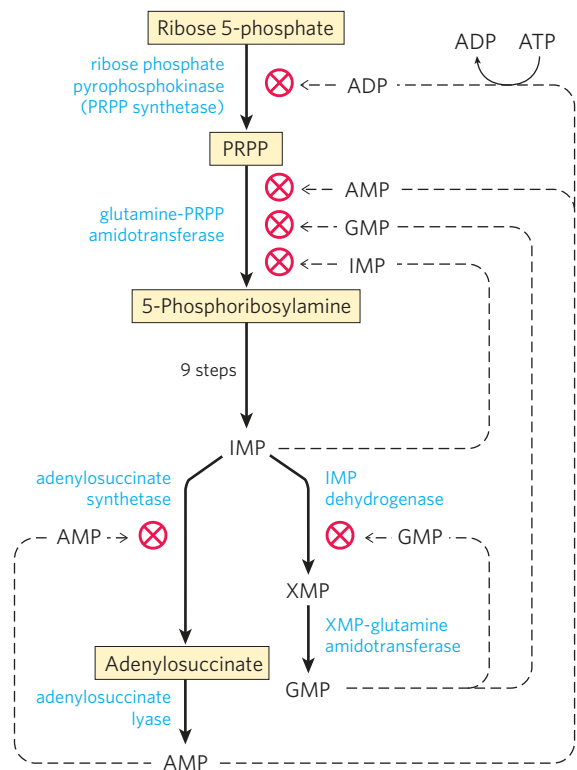 Ribose 5-phosphate
ADP ATP
ribose phosphate
pyrophosphokinase
(PRPP synthetase)
ADP
PRPP
AMP
glutamine-PRPP
amidotransferase
GMP
IMP
5-Phosphoribosylamine
9 steps
IMP
adenylosuccinate
synthetase
IMP
dehydrogenase
AMP
GMP
XMP
XMP-glutamine
amidotransferase
Adenylosuccinate
GMP
adenylosuccinate
lyase
AMP